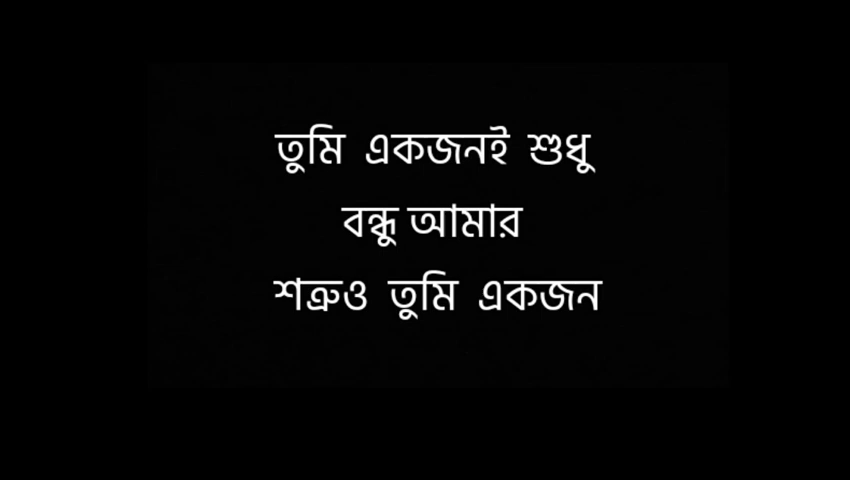 তুমি একজনই শুধু
বন্ধু আমার
শত্রুও তুমি একজন